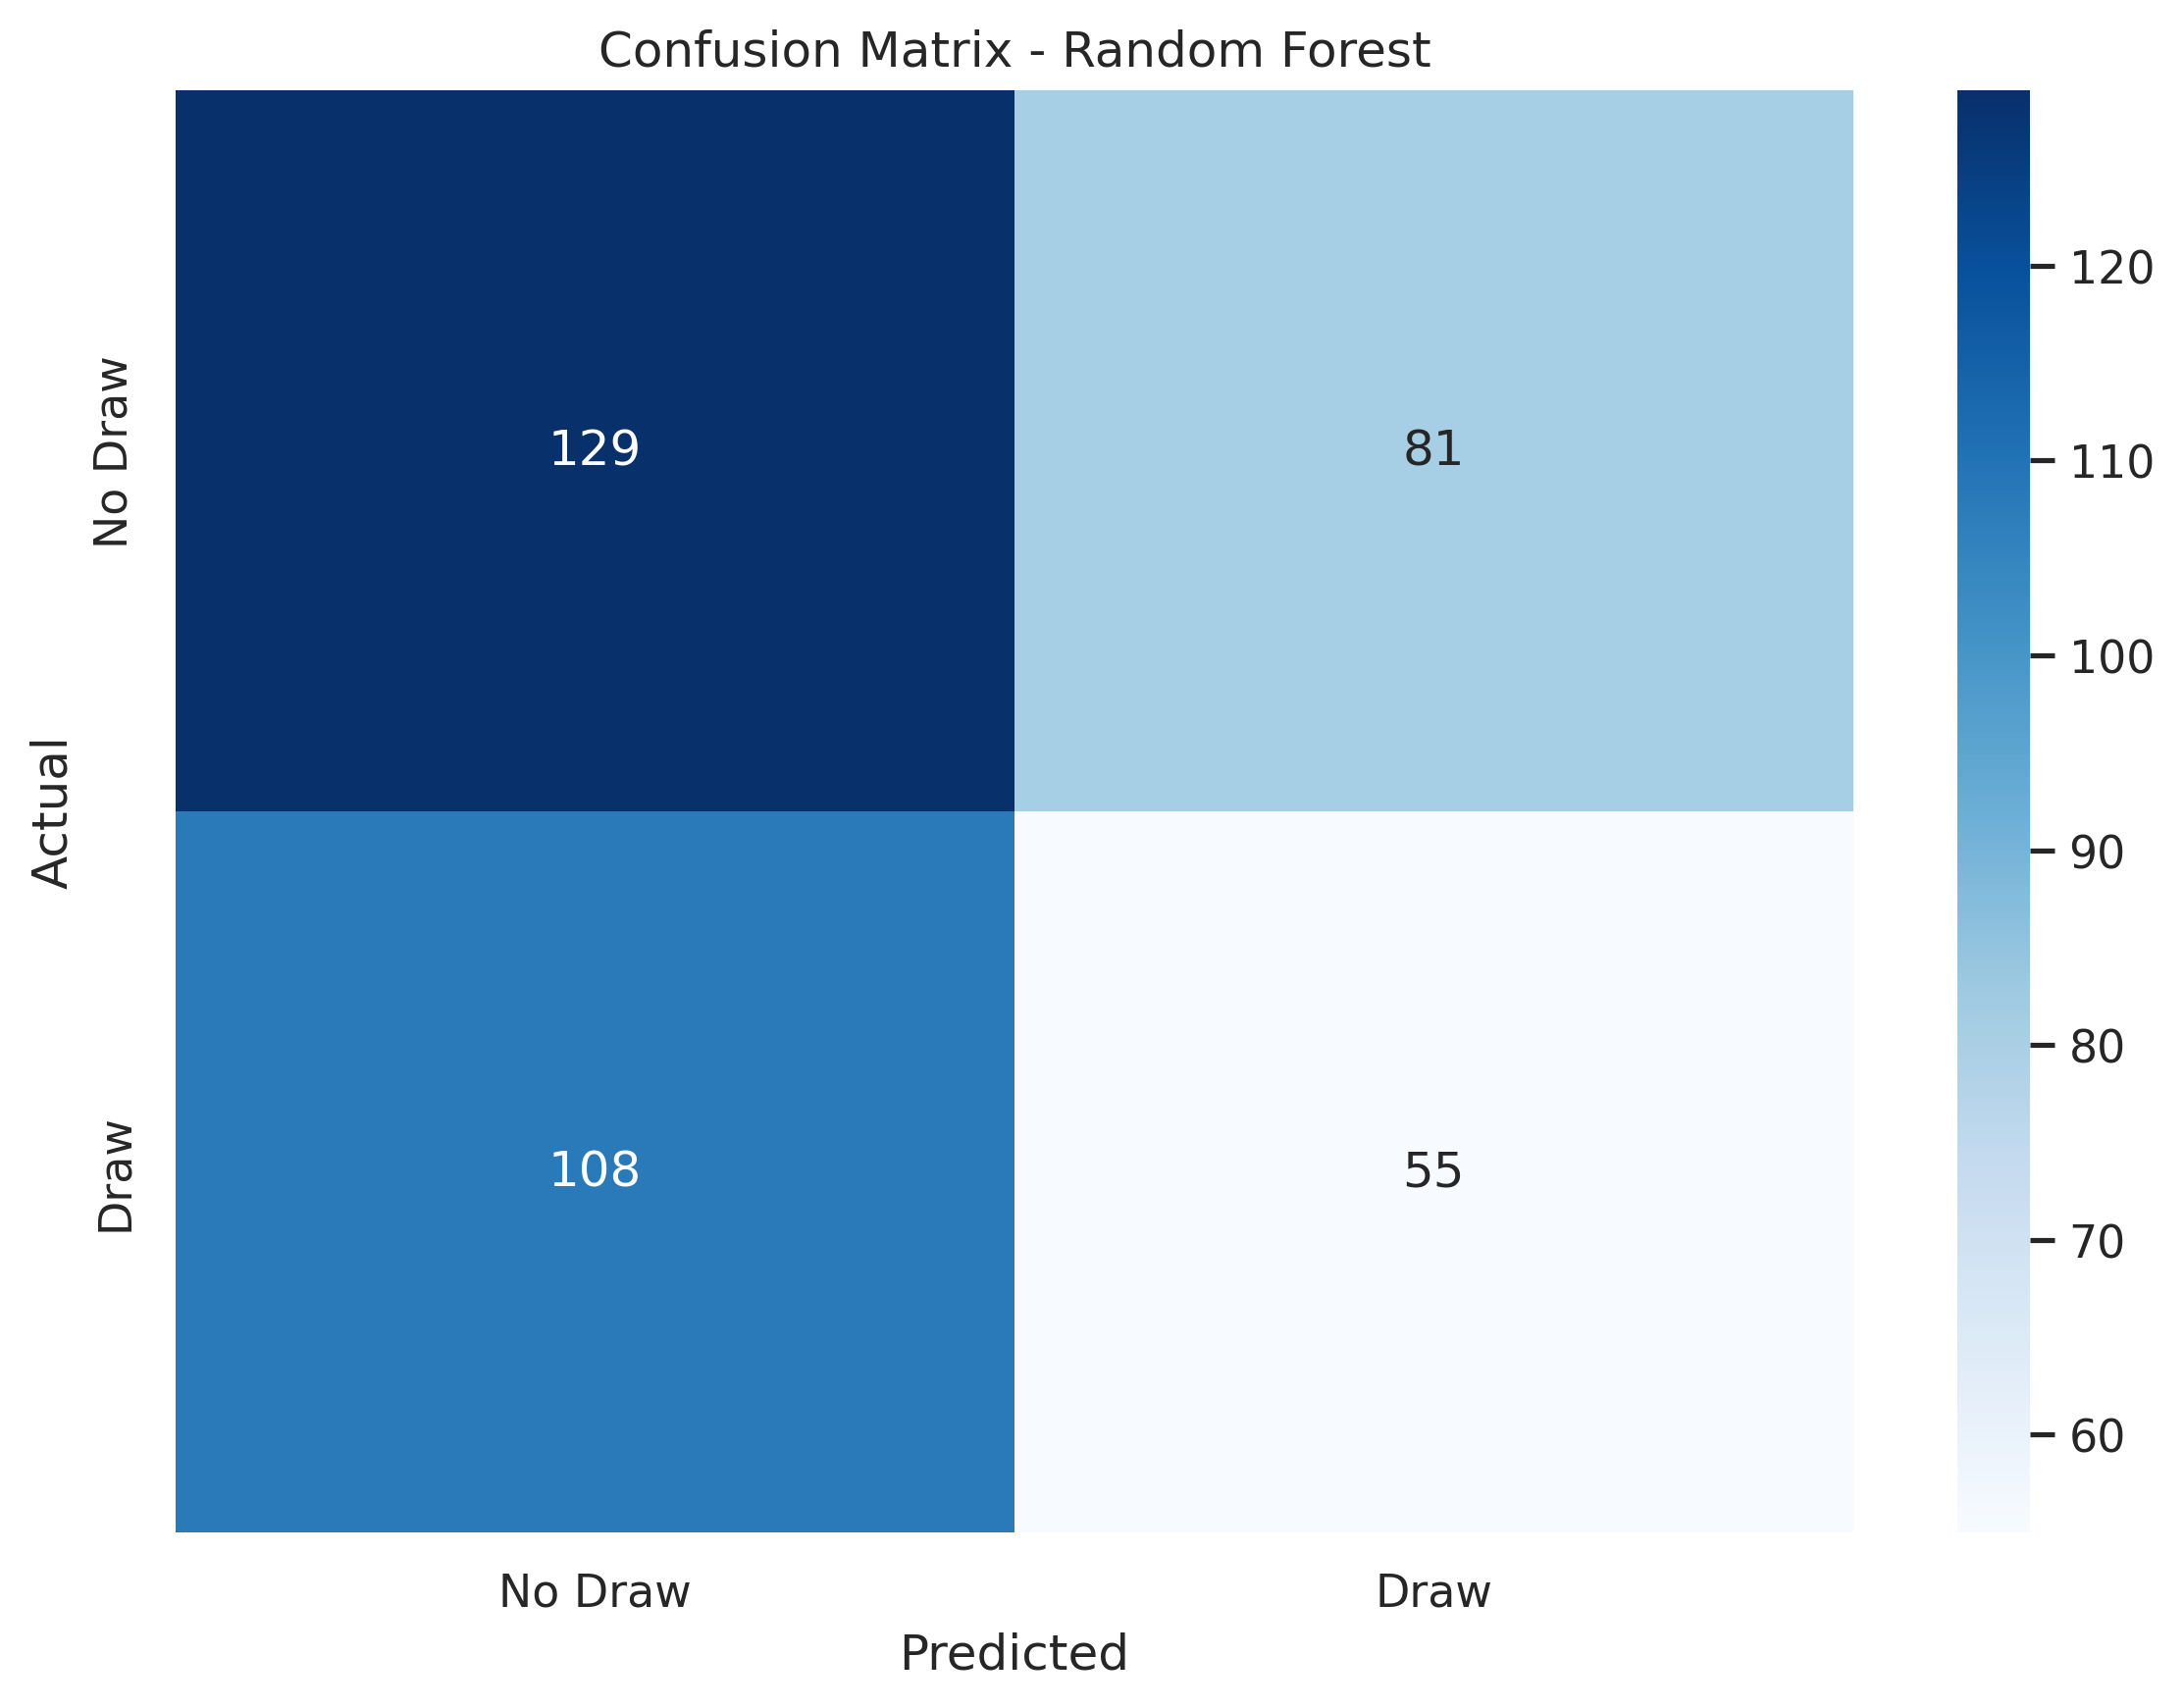 Confusion Matrix - Random Forest
Actual
No Draw
Draw
129
81
108
55
No Draw
Draw
Predicted
120
110
100
90
80
70
60